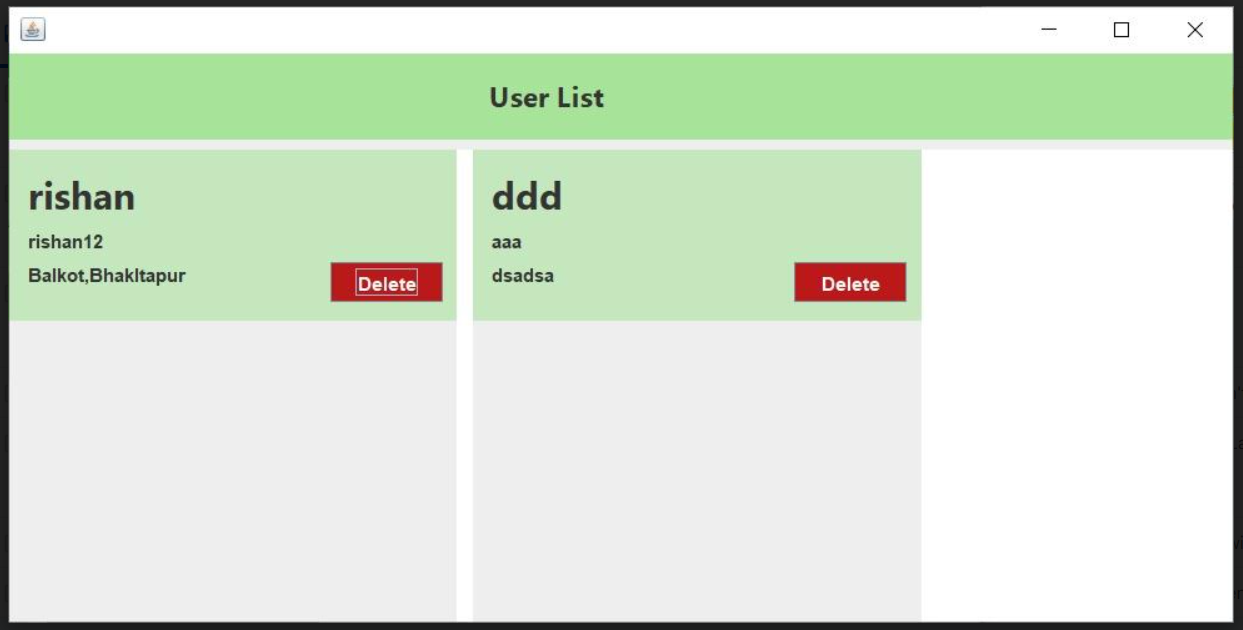 User List
rishan
rishan12
Balkot,Bhakltapur
Delete
ddd
aaa
dsadsa
Delete